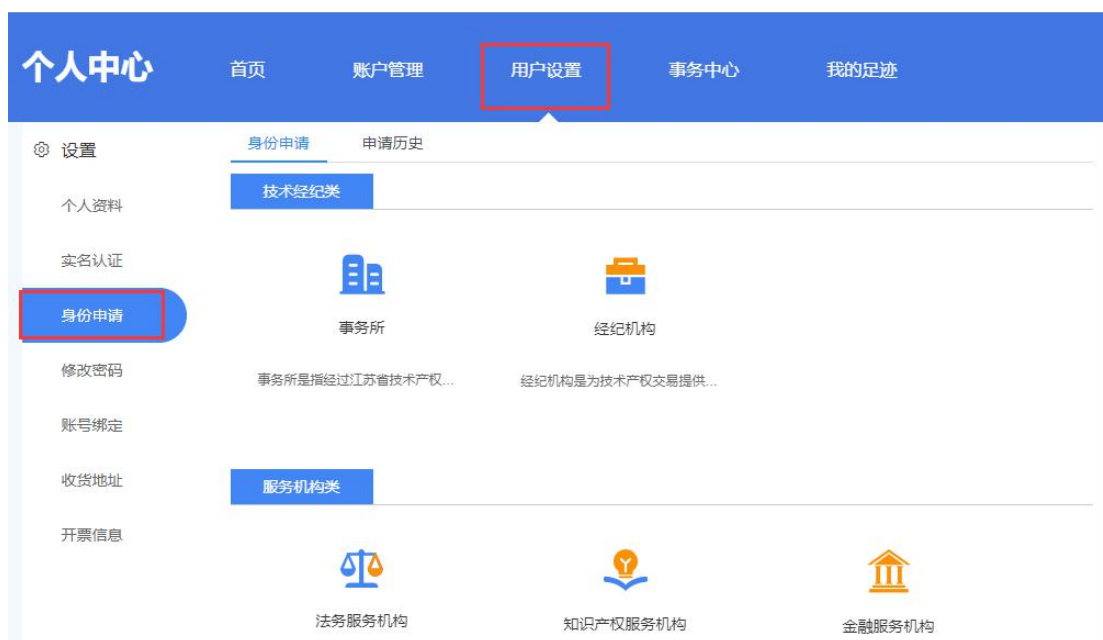 个人中心 首页 账户管理 用户设置 事务中心 我的足迹
设置
个人资料
实名认证
身份申请
修改密码
账号绑定
收货地址
开票信息
身份申请 申请历史
技术经纪类
事务所 经纪机构
事务所是指经过江苏省技术产权... 经纪机构是为技术产权交易提供...
服务机构类
法务服务机构 知识产权服务机构 金融服务机构